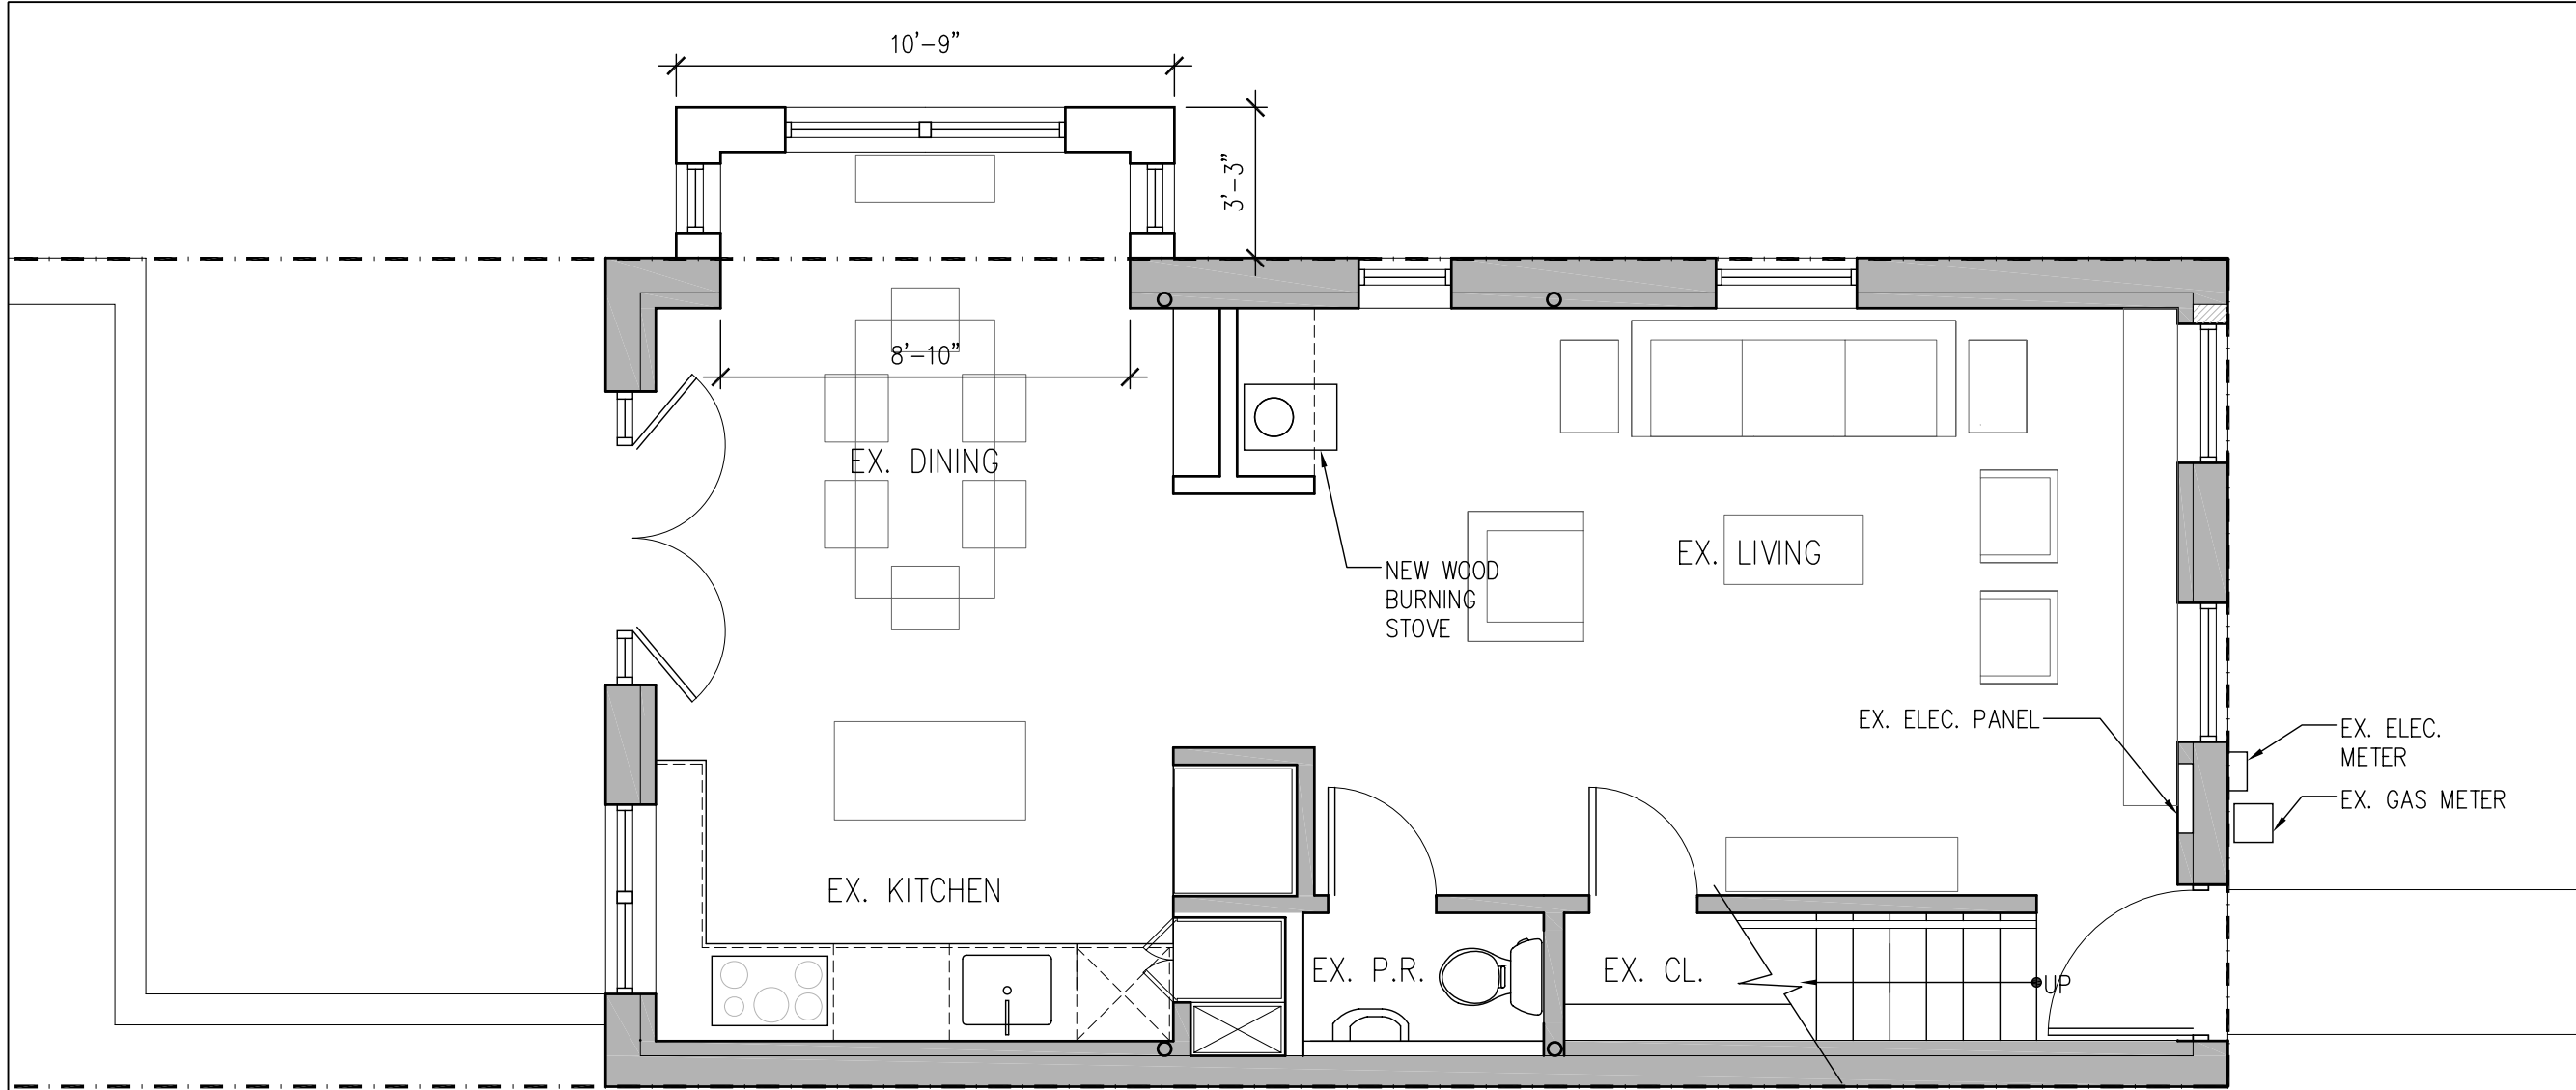 10'-9"
3'-3"
8'-10"
EX. DINING
NEW WOOD
BURNING
STOVE
EX. LIVING
EX. ELEC. PANEL
EX. ELEC.
METER
EX. GAS METER
EX. KITCHEN
EX. P.R.
EX. CL.
UP